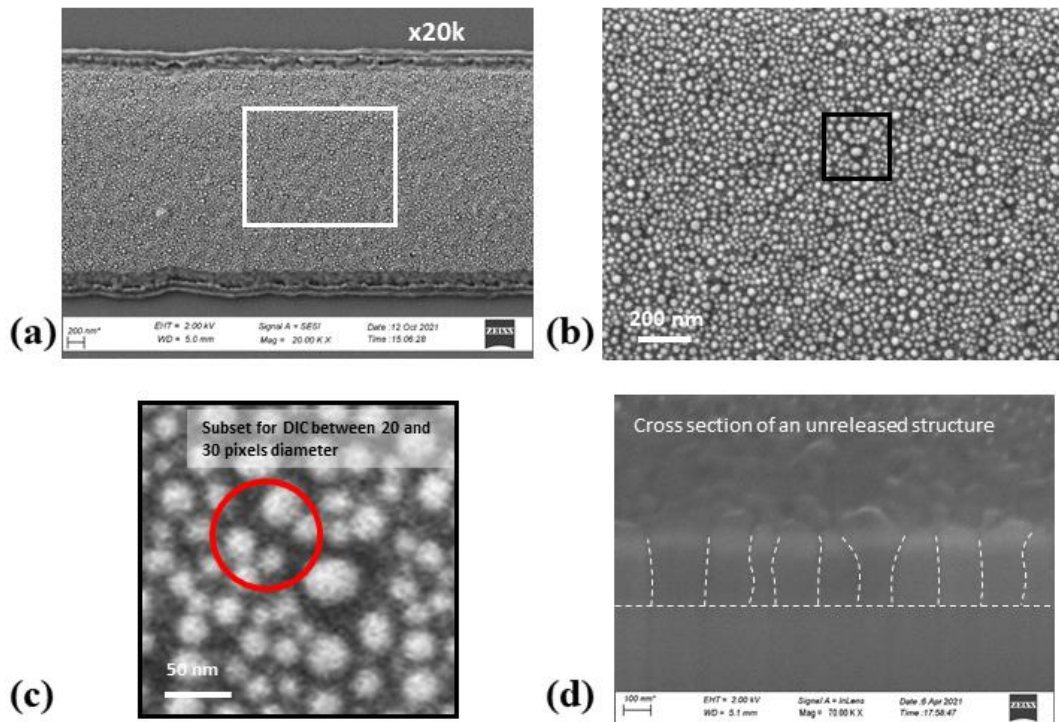 x20k
200 nm*
EHT = 2.00 kV
WD = 5.0 mm
Signal A = SESI
Mag = 20.00 K X
Date :12 Oct 2021
Time :15:06:28
ZEISS
(a)
200 nm
(b)
Subset for DIC between 20 and
30 pixels diameter
50 nm
(c)
Cross section of an unreleased structure
100 nm*
EHT = 2.00 kV
WD = 5.1 mm
Signal A = InLens
Mag = 70.00 K X
Date :6 Apr 2021
Time :17:58:47
ZEISS
(d)